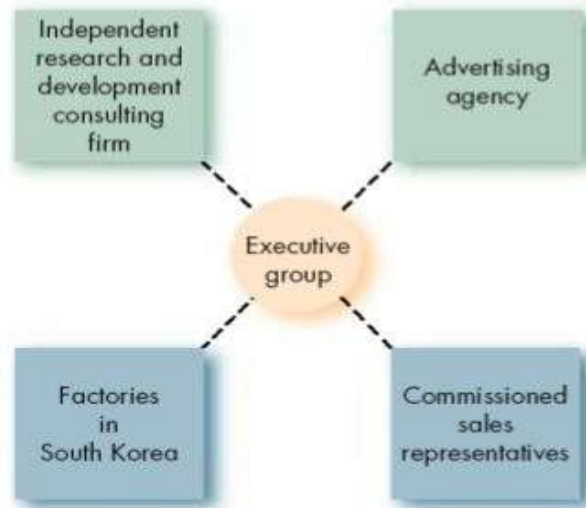 Independent
research and
development
consulting
firm
Advertising
agency
Executive
group
Factories
in
South Korea
Commissioned
sales
representatives